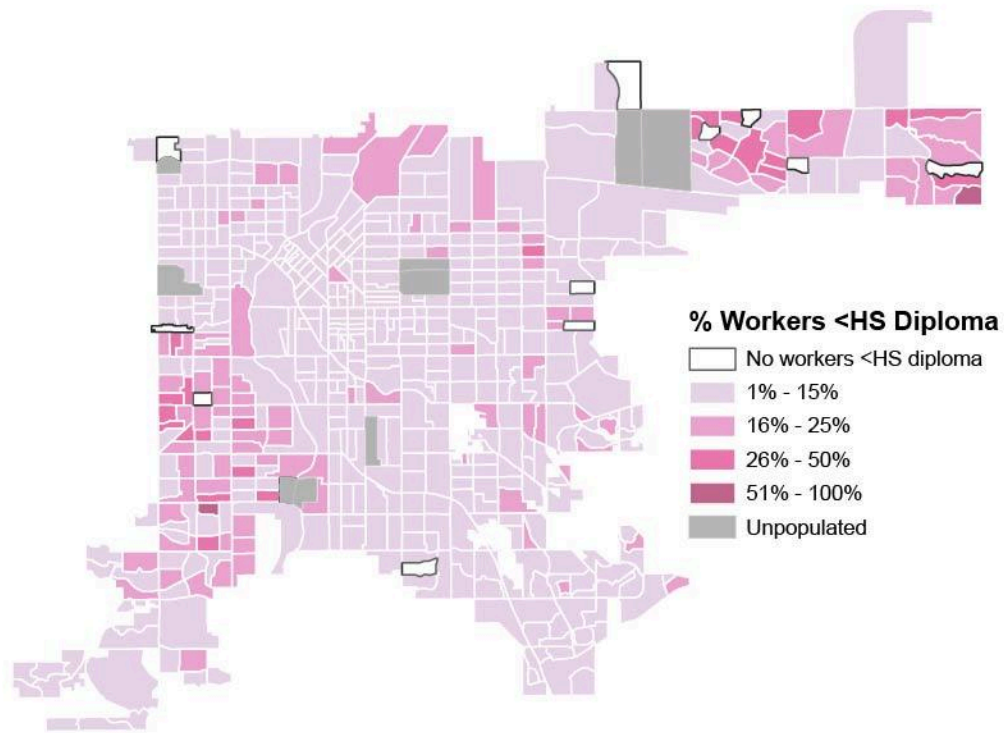 % Workers <HS Diploma
No workers <HS diploma
1% - 15%
16% - 25%
26% - 50%
51% - 100%
Unpopulated